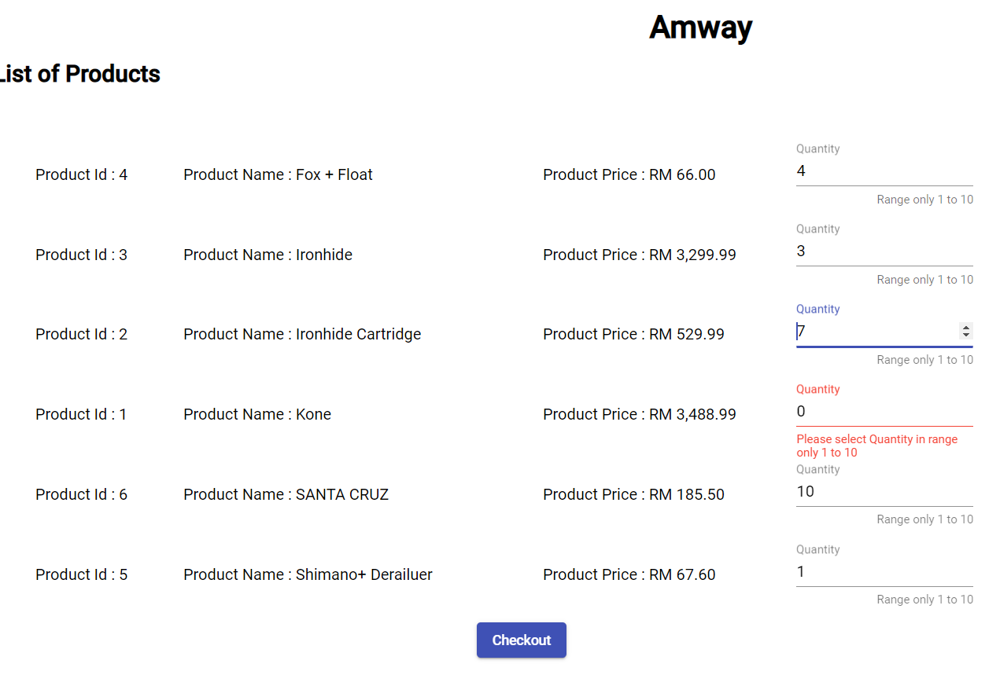 Amway
List of Products
Quantity
Product Id : 4 Product Name : Fox + Float Product Price : RM 66.00 4
Range only 1 to 10
Quantity
Product Id : 3 Product Name : Ironhide Product Price : RM 3,299.99 3
Range only 1 to 10
Quantity
Product Id : 2 Product Name : Ironhide Cartridge Product Price : RM 529.99 7
Range only 1 to 10
Quantity
Product Id : 1 Product Name : Kone Product Price : RM 3,488.99 0
Please select Quantity in range
only 1 to 10
Quantity
Product Id : 6 Product Name : SANTA CRUZ Product Price : RM 185.50 10
Range only 1 to 10
Quantity
Product Id : 5 Product Name : Shimano+ Derailuer Product Price : RM 67.60 1
Range only 1 to 10
Checkout